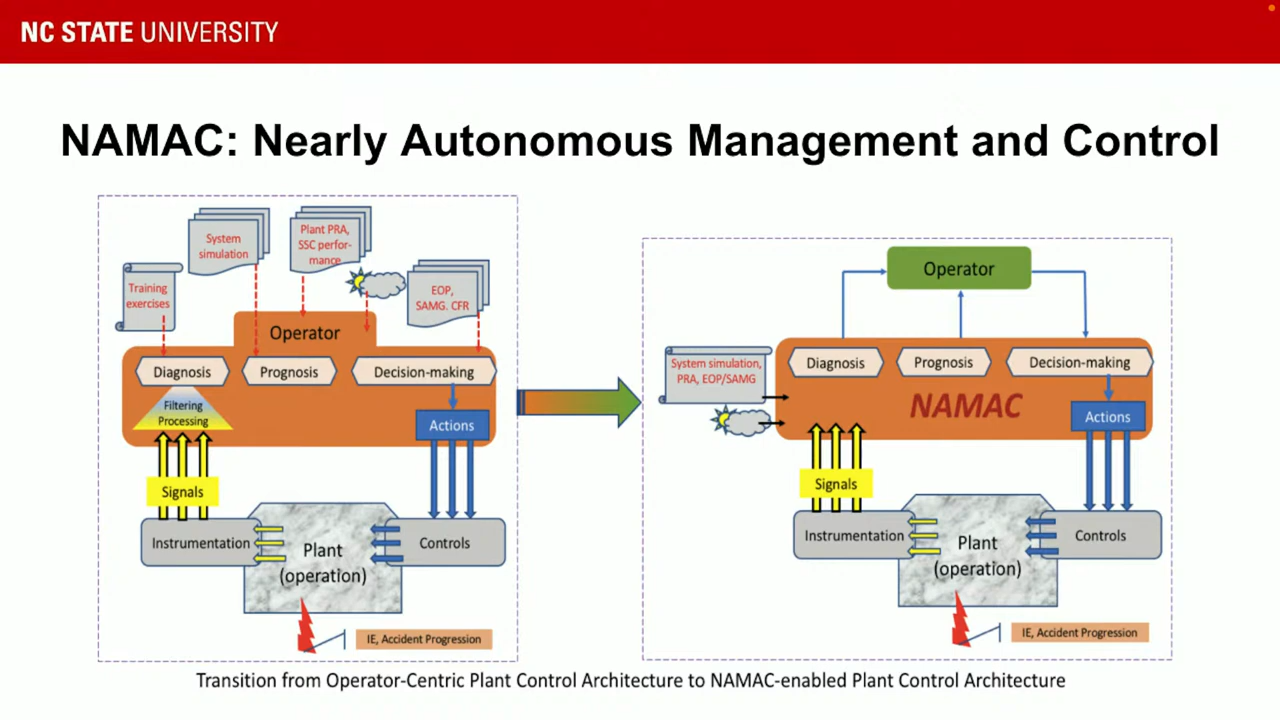 NC STATE UNIVERSITY
NAMAC: Nearly Autonomous Management and Control
Training
exercises
System
simulation
Plant PRA,
SSC perfor-
mance
EOP,
SAMG. CFR
Operator
Diagnosis
Prognosis
Decision-making
Filtering
Processing
Actions
Signals
Instrumentation
Plant
(operation)
Controls
IE, Accident Progression
Operator
System simulation,
PRA, EOP/SAMG
Diagnosis
Prognosis
Decision-making
NAMAC
Actions
Signals
Instrumentation
Plant
(operation)
Controls
IE, Accident Progression
Transition from Operator-Centric Plant Control Architecture to NAMAC-enabled Plant Control Architecture